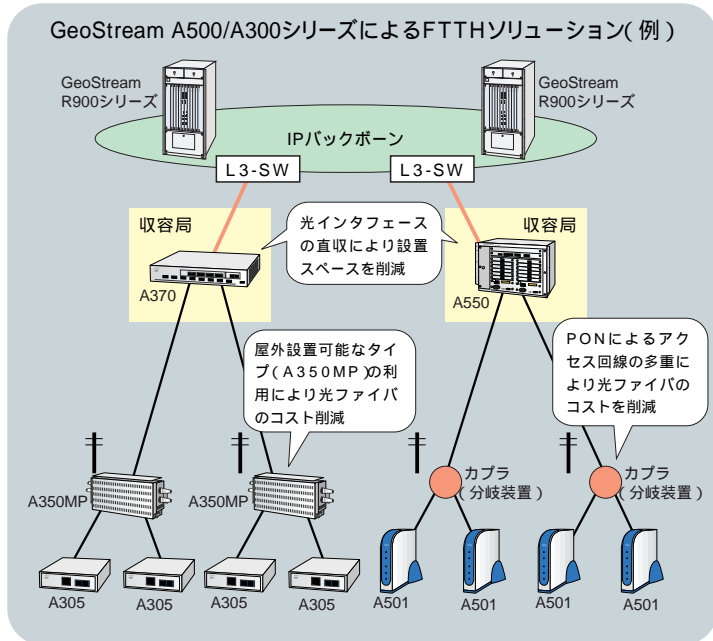 GeoStream A500/A300シリーズによるFTTHソリューション(例)
GeoStream
R900シリーズ
GeoStream
R900シリーズ
IPバックボーン
L3-SW
L3-SW
収容局
光インタフェース
の直収により設置
スペースを削減
収容局
A370
A550
屋外設置可能なタイ
プ(A350MP)の利
用により光ファイバ
のコスト削減
PONによるアク
セス回線の多重に
より光ファイバの
コストを削減
A350MP
A350MP
カプラ
(分岐装置)
カプラ
(分岐装置)
A305
A305
A305
A305
A501
A501
A501
A501